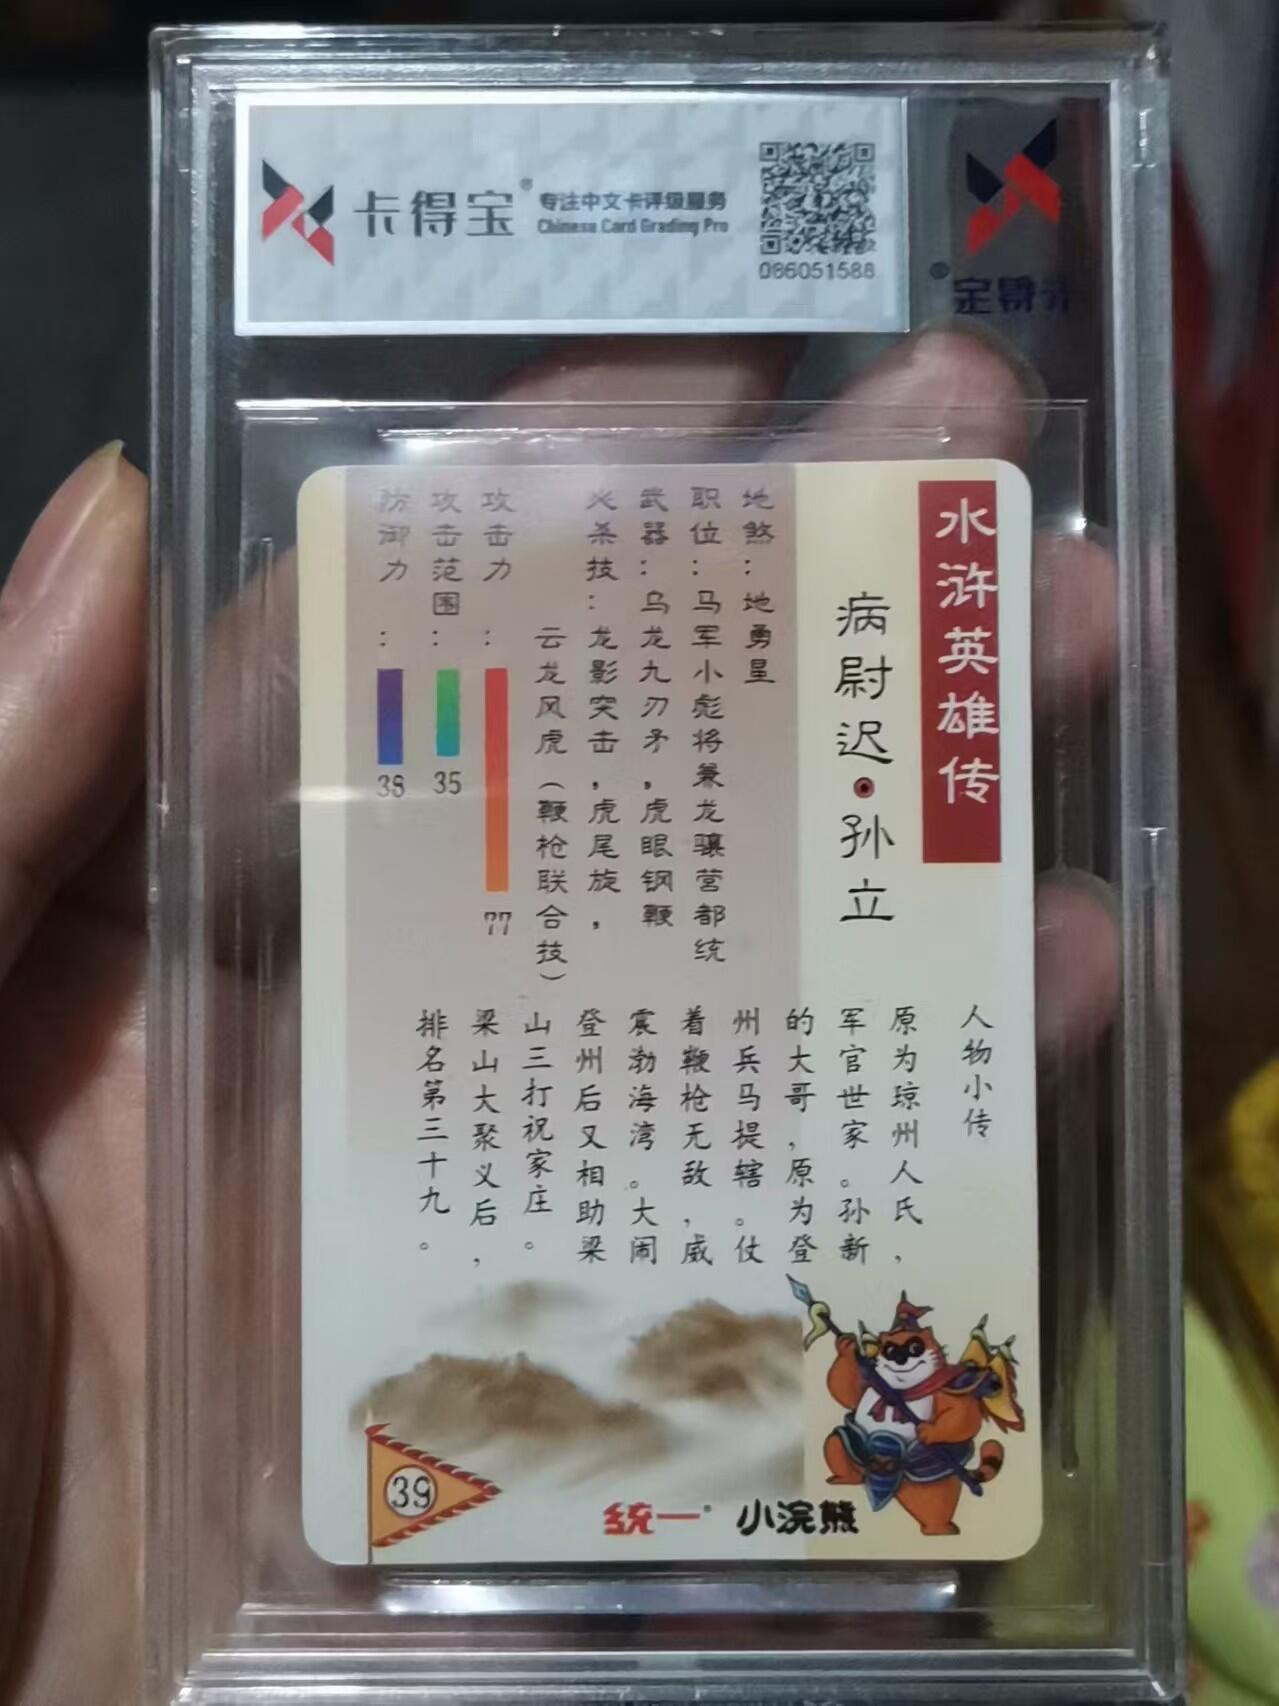 卡得宝®
专注中文卡评级服务
Chinese Card Grading Pro
086051588
水浒英雄传
病尉迟·孙立
地煞：地勇星
职位：马军小彪将兼龙骧营都统
武器：乌龙九刃矛，虎眼钢鞭
必杀技：龙影突击，虎尾旋，
云龙风虎（鞭枪联合技）
攻击力：77
攻击范围：35
防御力：38
人物小传
原为琼州人氏，
军官世家。孙新
的大哥，原为登
州兵马提辖。仗
着鞭枪无敌，威
震渤海湾。大闹
登州后又相助梁
山三打祝家庄。
梁山大聚义后，
排名第三十九。
39
统一® 小浣熊